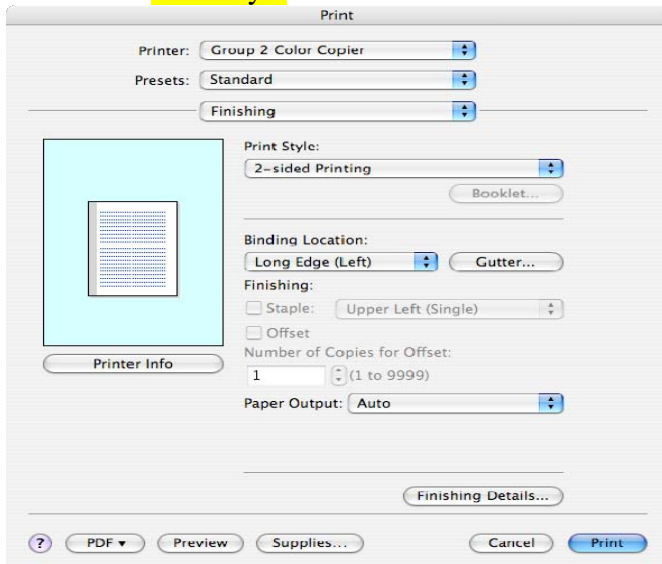 Print
Printer: Group 2 Color Copier
Presets: Standard
Finishing
Print Style:
2-sided Printing
Booklet...
Binding Location:
Long Edge (Left)
Gutter...
Finishing:
Staple: Upper Left (Single)
Offset
Number of Copies for Offset:
1 (1 to 9999)
Paper Output: Auto
Printer Info
Finishing Details...
? PDF Preview Supplies... Cancel Print